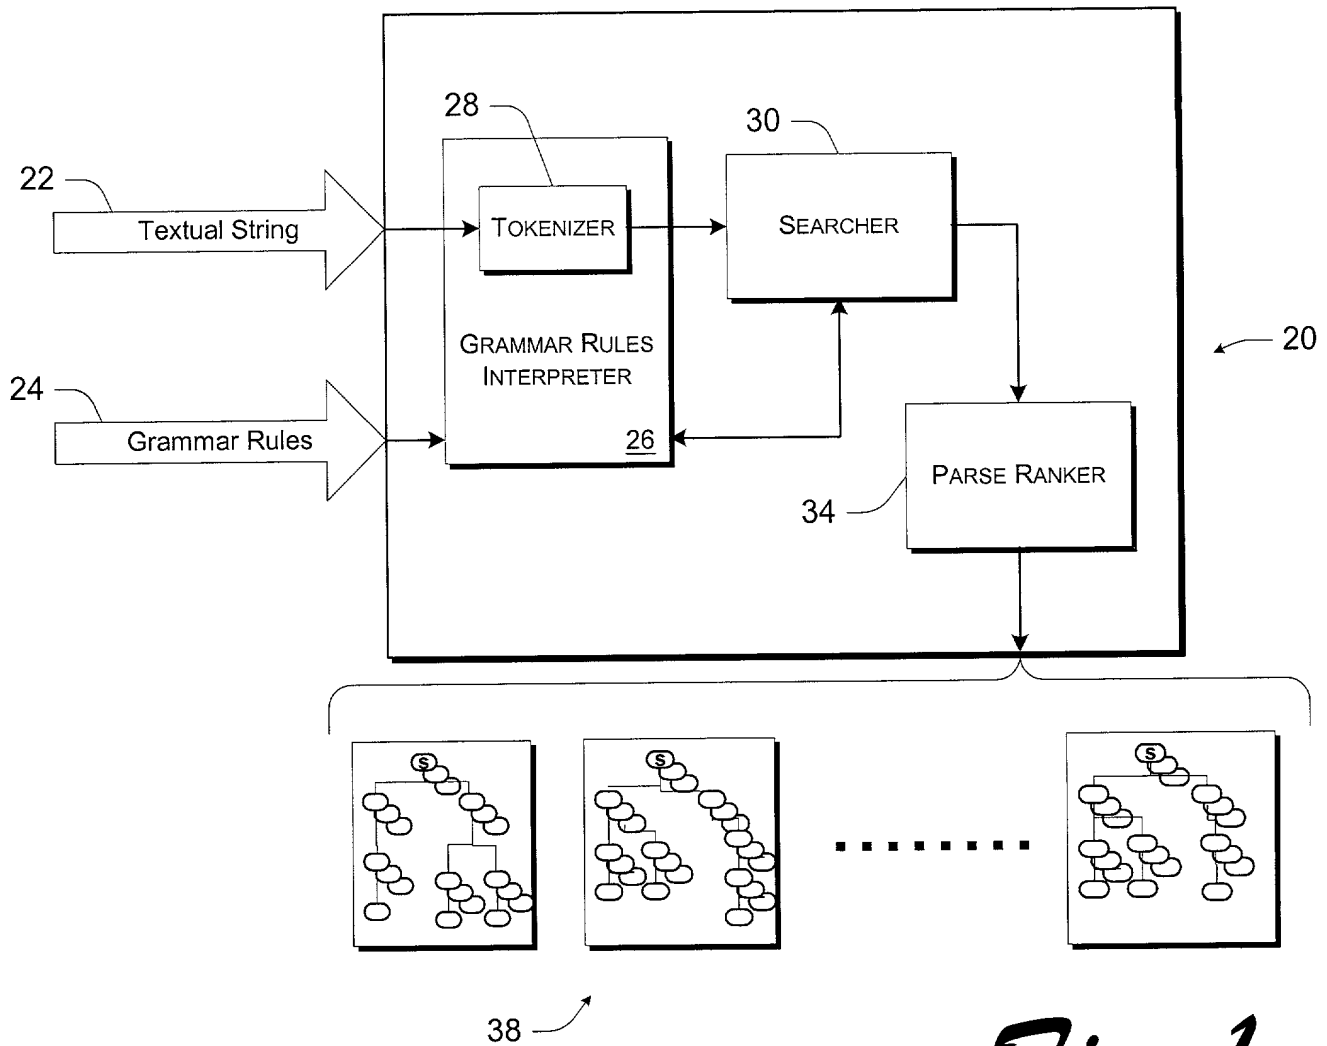 28
30
22
Textual String
TOKENIZER
SEARCHER
GRAMMAR RULES
INTERPRETER
20
24
Grammar Rules
26
PARSE RANKER
34
S
S
S
38
Fig. 1